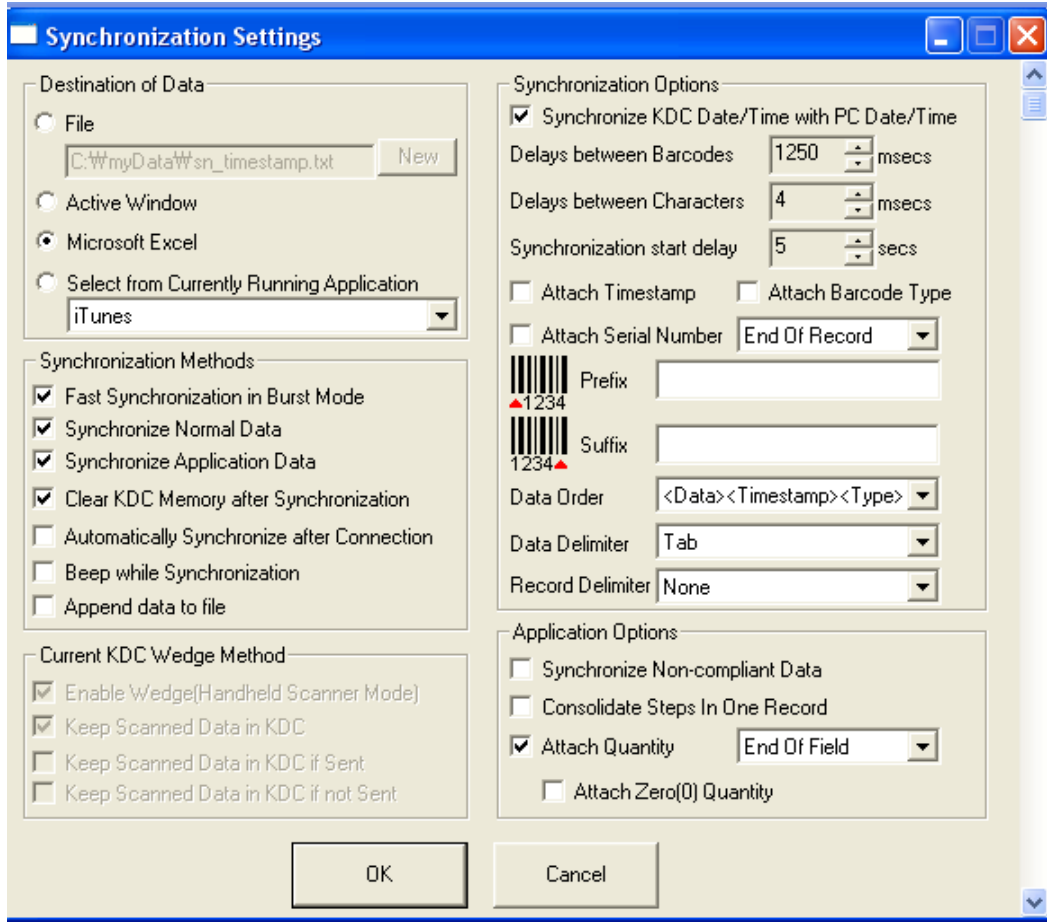 Synchronization Settings
Destination of Data
File
C:₩myData₩sn_timestamp.txt New
Active Window
Microsoft Excel
Select from Currently Running Application
iTunes
Synchronization Methods
Fast Synchronization in Burst Mode
Synchronize Normal Data
Synchronize Application Data
Clear KDC Memory after Synchronization
Automatically Synchronize after Connection
Beep while Synchronization
Append data to file
Current KDC Wedge Method
Enable Wedge(Handheld Scanner Mode)
Keep Scanned Data in KDC
Keep Scanned Data in KDC if Sent
Keep Scanned Data in KDC if not Sent
Synchronization Options
Synchronize KDC Date/Time with PC Date/Time
Delays between Barcodes 1250 msecs
Delays between Characters 4 msecs
Synchronization start delay 5 secs
Attach Timestamp Attach Barcode Type
Attach Serial Number End Of Record
Prefix
1234
Suffix
1234
Data Order <Data><Timestamp><Type>
Data Delimiter Tab
Record Delimiter None
Application Options
Synchronize Non-compliant Data
Consolidate Steps In One Record
Attach Quantity End Of Field
Attach Zero(0) Quantity
OK Cancel